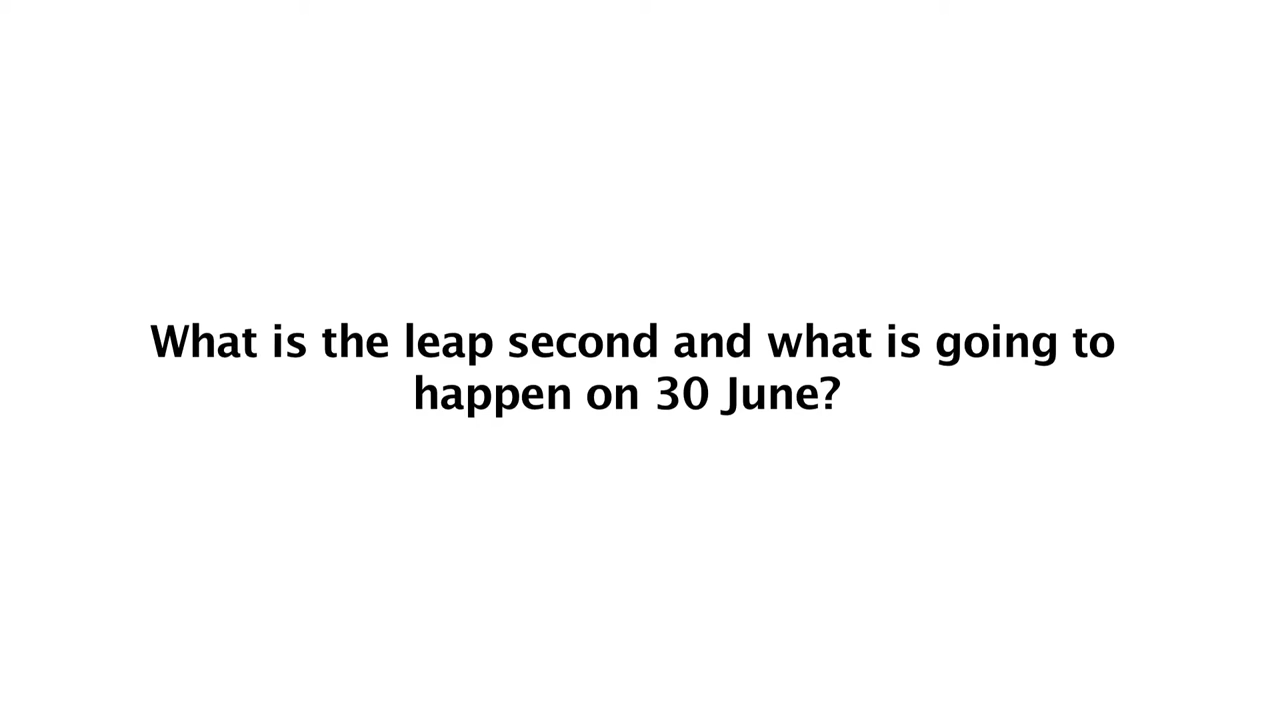 What is the leap second and what is going to
happen on 30 June?